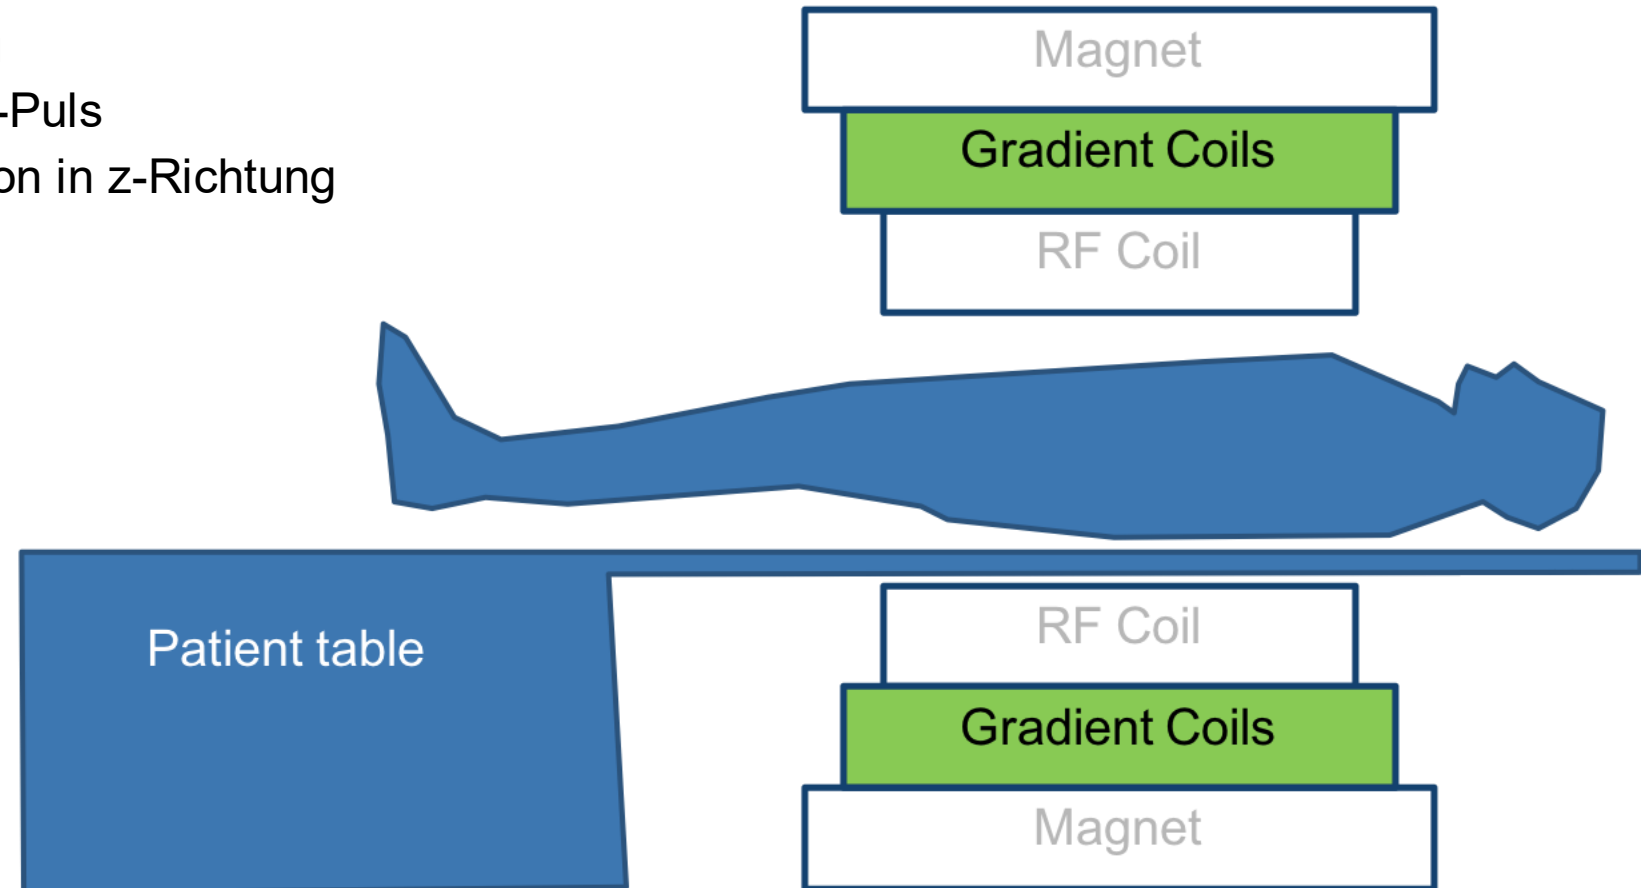 Magnet
-Puls
Gradient Coils
on in z-Richtung
RF Coil
RF Coil
Patient table
Gradient Coils
Magnet